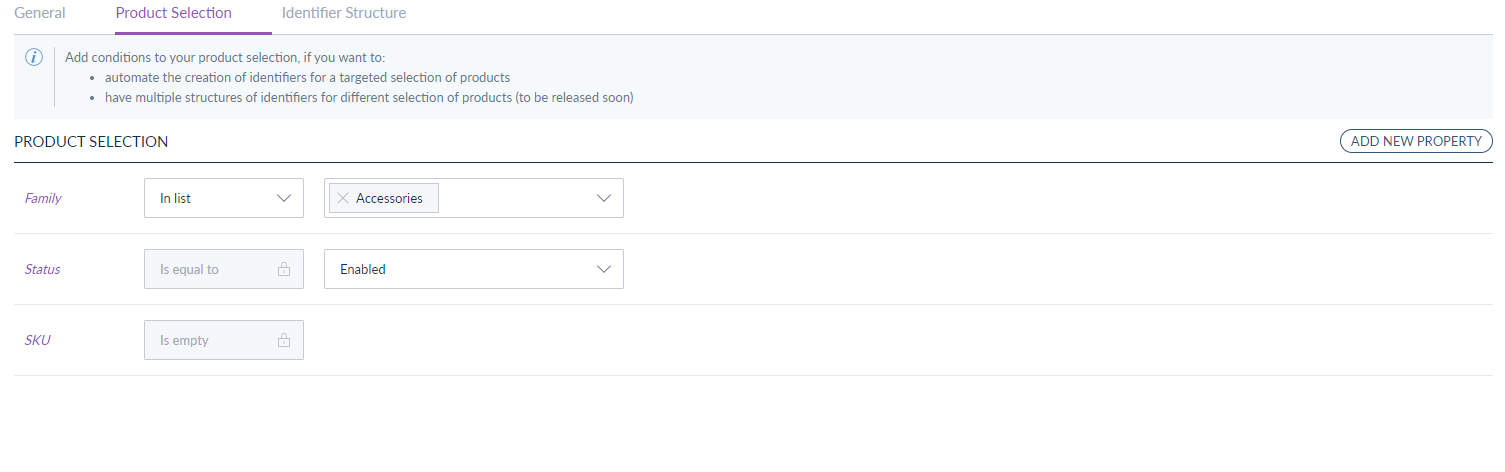 General Product Selection Identifier Structure
Add conditions to your product selection, if you want to:
• automate the creation of identifiers for a targeted selection of products
• have multiple structures of identifiers for different selection of products (to be released soon)
PRODUCT SELECTION ADD NEW PROPERTY
Family In list Accessories
Status Is equal to Enabled
SKU Is empty